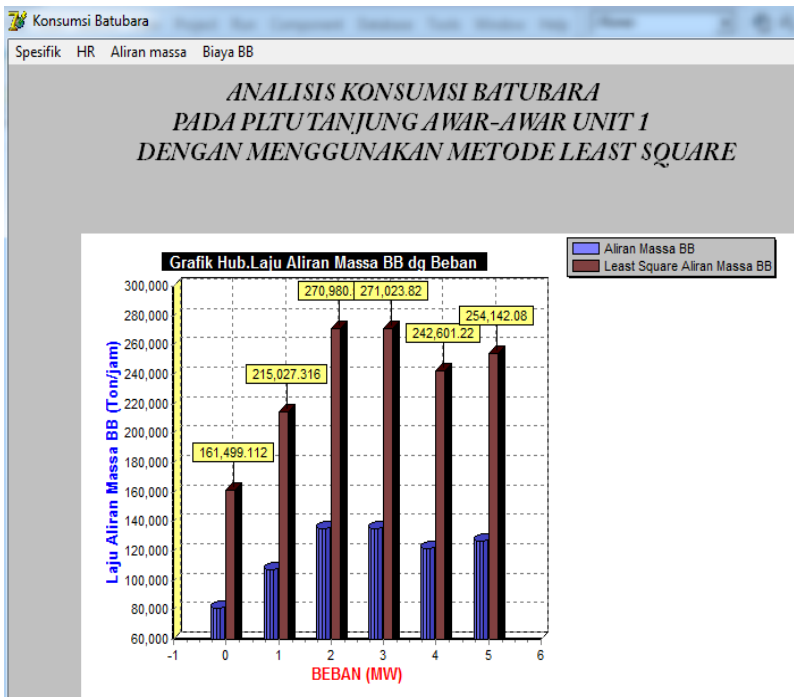 Konsumsi Batubara
Spesifik HR Aliran massa Biaya BB
ANALISIS KONSUMSI BATUBARA
PADA PLTU TANJUNG AWAR-AWAR UNIT 1
DENGAN MENGGUNAKAN METODE LEAST SQUARE
Aliran Massa BB
Least Square Aliran Massa BB
Grafik Hub.Laju Aliran Massa BB dg Beban
Laju Aliran Massa BB (Ton/jam)
300,000
280,000
260,000
240,000
220,000
200,000
180,000
160,000
140,000
120,000
100,000
80,000
60,000
161,499.112
215,027.316
270,980.
271,023.82
242,601.22
254,142.08
-1 0 1 2 3 4 5 6
BEBAN (MW)